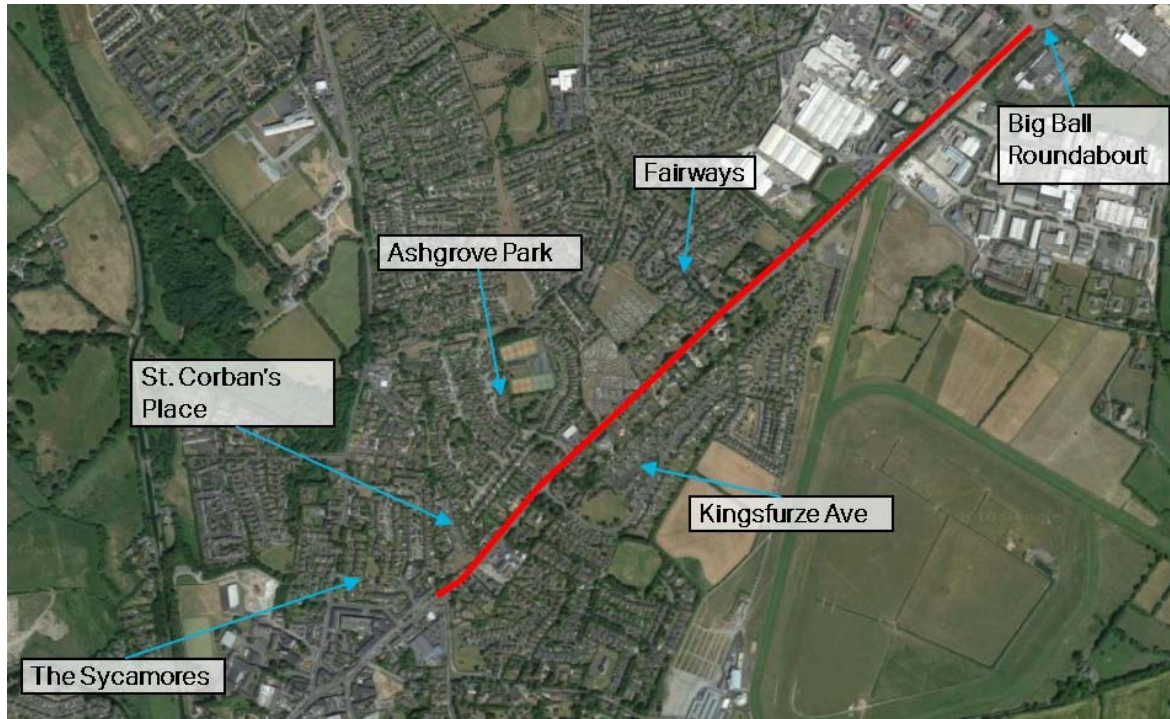 Big Ball
Roundabout
Fairways
Ashgrove Park
St. Corban's
Place
Kingsfurze Ave
The Sycamores